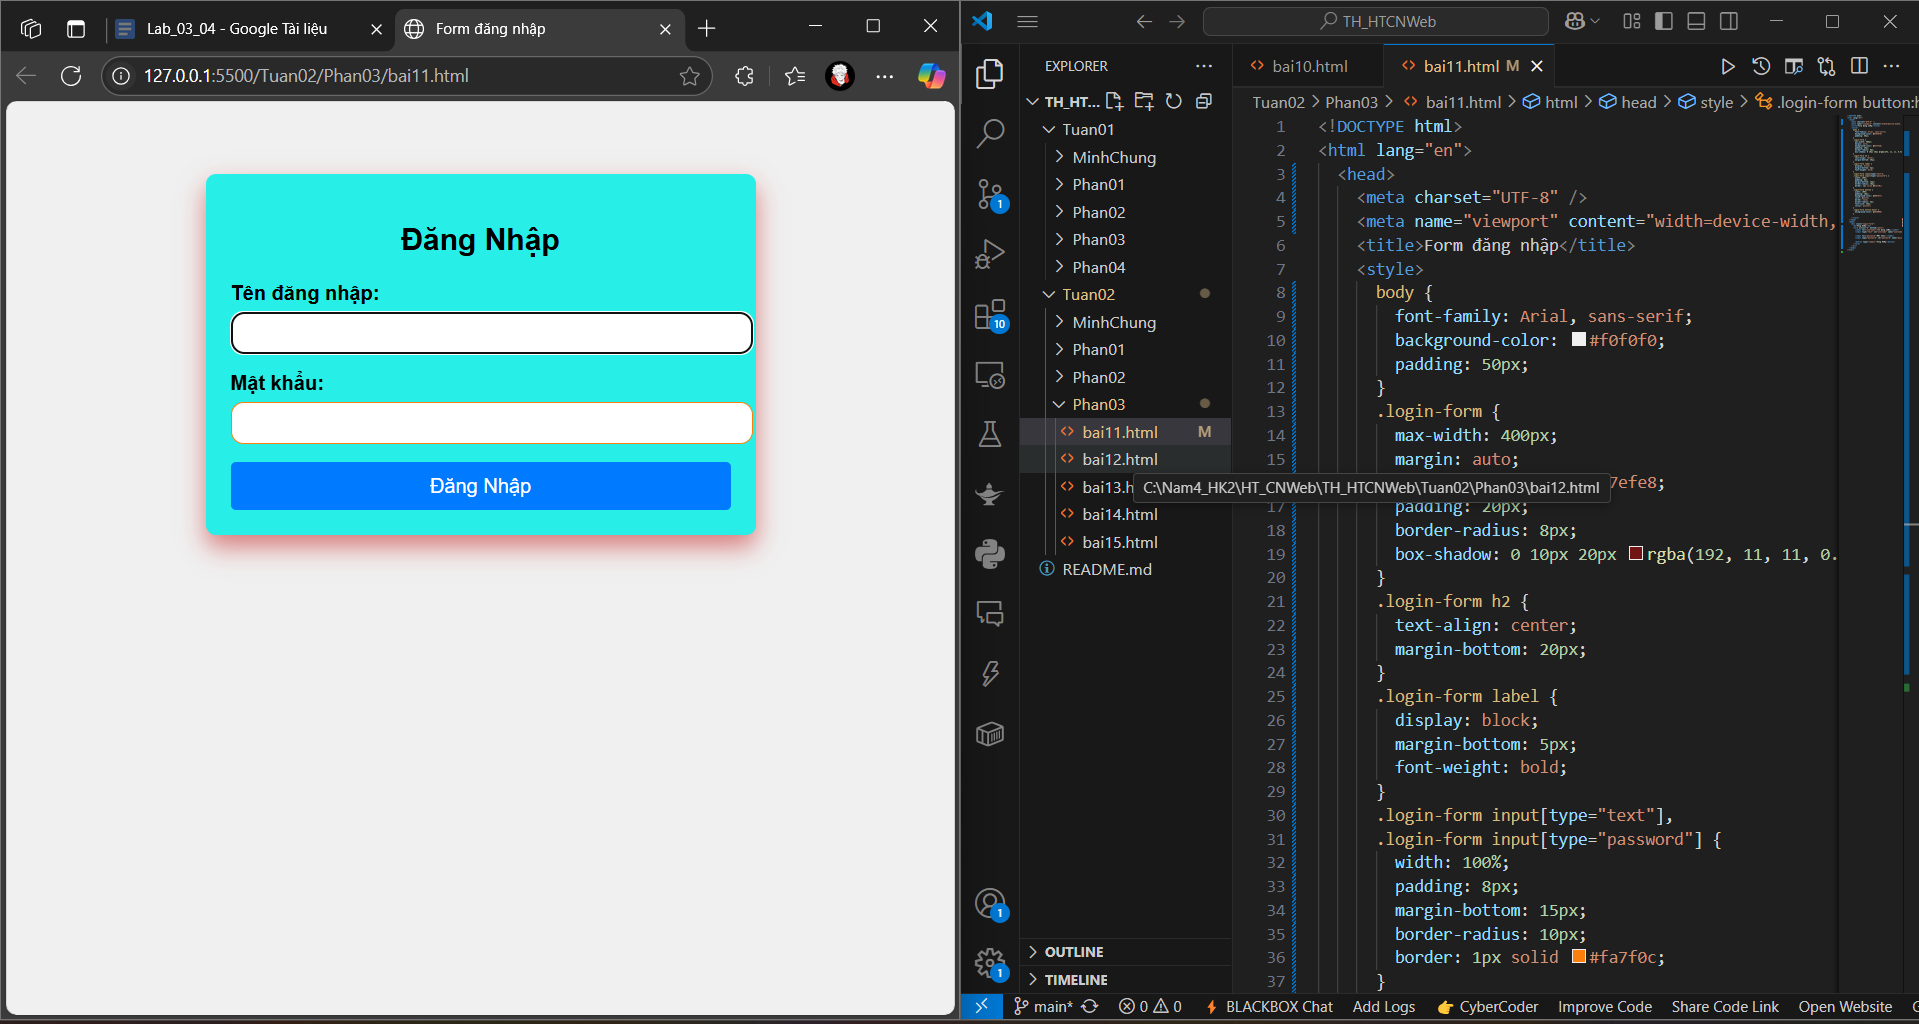 Lab_03_04 - Google Tài liệu
Form đăng nhập
127.0.0.1:5500/Tuan02/Phan03/bai11.html
Đăng Nhập
Tên đăng nhập:
Mật khẩu:
Đăng Nhập
TH_HTCNWeb
EXPLORER
TH_HT...
Tuan01
MinhChung
Phan01
Phan02
Phan03
Phan04
Tuan02
MinhChung
Phan01
Phan02
Phan03
bai11.html M
bai12.html
bai13.h
bai14.html
bai15.html
README.md
OUTLINE
TIMELINE
1
10
1
1
bai10.html
bai11.html M
Tuan02 > Phan03 > bai11.html > html > head > style > .login-form button:h
1 <!DOCTYPE html>
2 <html lang="en">
3 <head>
4 <meta charset="UTF-8" />
5 <meta name="viewport" content="width=device-width,
6 <title>Form đăng nhập</title>
7 <style>
8 body {
9 font-family: Arial, sans-serif;
10 background-color: #f0f0f0;
11 padding: 50px;
12 }
13 .login-form {
14 max-width: 400px;
15 margin: auto;
7efe8;
C:\Nam4_HK2\HT_CNWeb\TH_HTCNWeb\Tuan02\Phan03\bai12.html
17 padding: 20px;
18 border-radius: 8px;
19 box-shadow: 0 10px 20px rgba(192, 11, 11, 0.
20 }
21 .login-form h2 {
22 text-align: center;
23 margin-bottom: 20px;
24 }
25 .login-form label {
26 display: block;
27 margin-bottom: 5px;
28 font-weight: bold;
29 }
30 .login-form input[type="text"],
31 .login-form input[type="password"] {
32 width: 100%;
33 padding: 8px;
34 margin-bottom: 15px;
35 border-radius: 10px;
36 border: 1px solid #fa7f0c;
37 }
main* 0 0 BLACKBOX Chat Add Logs CyberCoder Improve Code Share Code Link Open Website